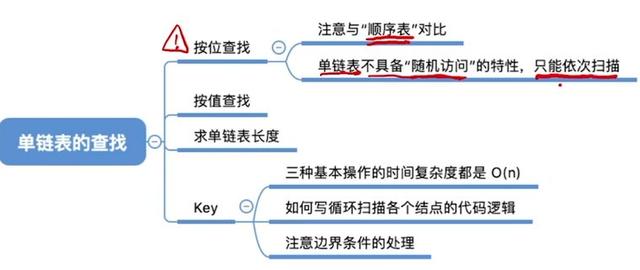 注意与“顺序表”对比
按位查找
单链表不具备“随机访问”的特性，只能依次扫描
按值查找
单链表的查找
求单链表长度
三种基本操作的时间复杂度都是 O(n)
Key
如何写循环扫描各个结点的代码逻辑
注意边界条件的处理